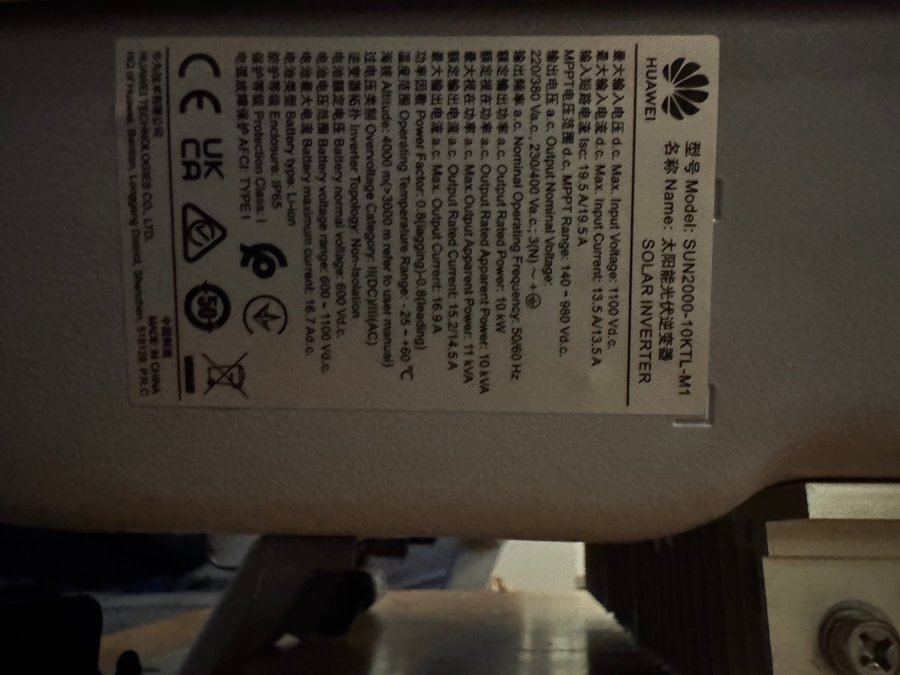 HUAWEI
型号 Model: SUN2000-10KTL-M1
名称 Name: 太阳能光伏逆变器
SOLAR INVERTER
最大输入电压 d.c. Max. Input Voltage: 1100 Vd.c.
最大输入电流 d.c. Max. Input Current: 13.5 A/13.5 A
输入短路电流 Isc: 19.5 A/19.5 A
MPPT电压范围 d.c. MPPT Range: 140 - 980 Vd.c.
输出电压 a.c. Output Nominal Voltage:
220/380 Va.c., 230/400 Va.c.; 3(N) ~ +
输出频率 a.c. Nominal Operating Frequency: 50/60 Hz
额定输出功率 a.c. Output Rated Power: 10 kW
额定视在功率 a.c. Output Rated Apparent Power: 10 kVA
最大视在功率 a.c. Max. Output Apparent Power: 11 kVA
额定输出电流 a.c. Output Rated Current: 15.2/14.5 A
最大输出电流 a.c. Max. Output Current: 16.9 A
功率因数 Power Factor: 0.8(lagging)-0.8(leading)
温度范围 Operating Temperature Range: - 25 - +60 ℃
海拔 Altitude: 4000 m(>3000 m refer to user manual)
过电压类别 Overvoltage Category: II(DC)/III(AC)
逆变器拓扑 Inverter Topology: Non-Isolation
电池额定电压 Battery normal voltage: 600 Vd.c.
电池电压范围 Battery voltage range: 600 - 1100 Vd.c.
电池最大电流 Battery maximum current: 16.7 Ad.c.
电池类型 Battery type: Li-ion
防护等级 Enclosure: IP65
保护等级 Protection Class: I
电弧故障保护 AFCI: TYPE I
CE UK CA 50
华为技术有限公司
HUAWEI TECHNOLOGIES CO., LTD.
HQ of Huawei, Bantian, Longgang District, Shenzhen, 518129 P.R.C
中国制造
MADE IN CHINA